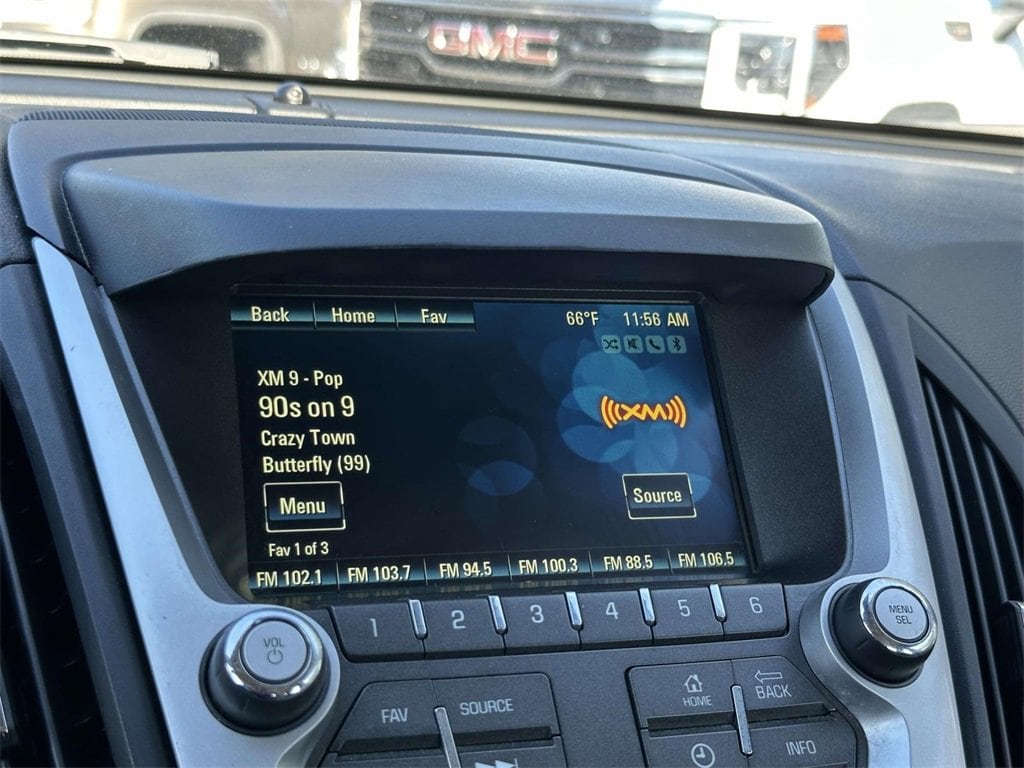 GMC
Back Home Fav 66°F 11:56 AM
XM 9 - Pop
90s on 9
Crazy Town
Butterfly (99)
(((XM)))
Menu Source
Fav 1 of 3
FM 102.1 FM 103.7 FM 94.5 FM 100.3 FM 88.5 FM 106.5
1 2 3 4 5 6
VOL
MENU
SEL
FAV SOURCE
HOME BACK
INFO